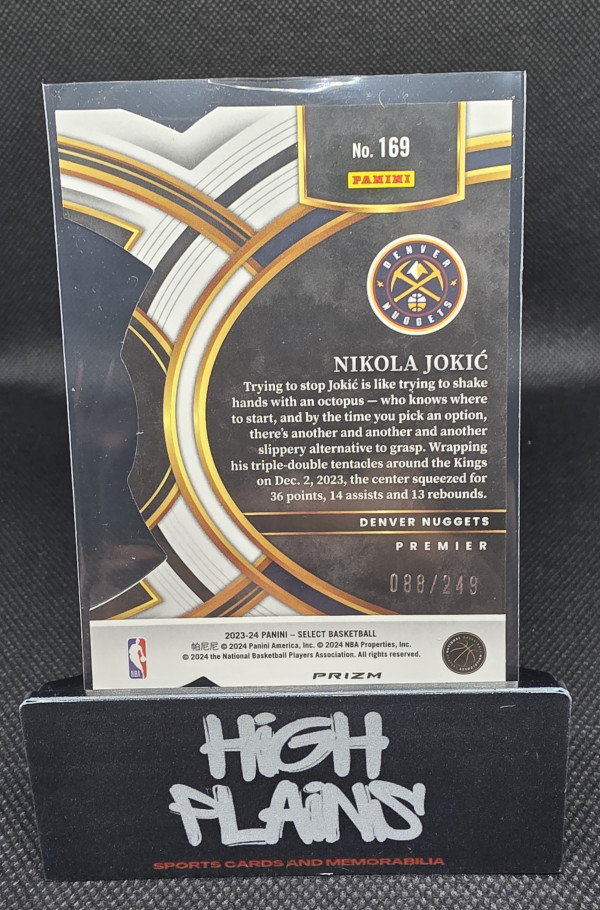 No. 169
PANINI
DENVER
NUGGETS
NIKOLA JOKIĆ
Trying to stop Jokić is like trying to shake
hands with an octopus — who knows where
to start, and by the time you pick an option,
there's another and another and another
slippery alternative to grasp. Wrapping
his triple-double tentacles around the Kings
on Dec. 2, 2023, the center squeezed for
36 points, 14 assists and 13 rebounds.
DENVER NUGGETS
PREMIER
088/249
2023-24 PANINI – SELECT BASKETBALL
帕尼尼 © 2024 Panini America, Inc. © 2024 NBA Properties, Inc.
© 2024 the National Basketball Players Association. All rights reserved.
NBA
PRIZM
HiGH
PLAiNS
SPORTS CARDS AND MEMORABILIA